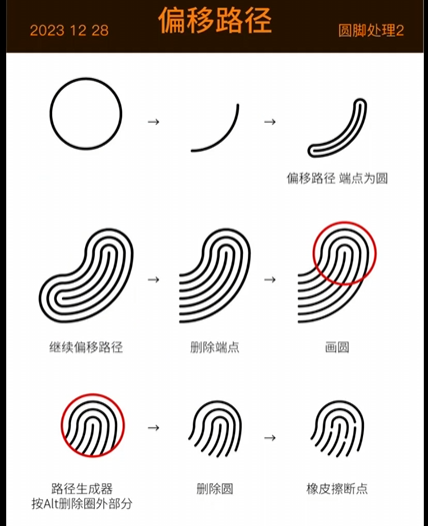 偏移路径
2023 12 28
圆脚处理2
→
→
偏移路径 端点为圆
→
→
继续偏移路径
删除端点
画圆
→
→
路径生成器
按Alt删除圈外部分
删除圆
橡皮擦断点